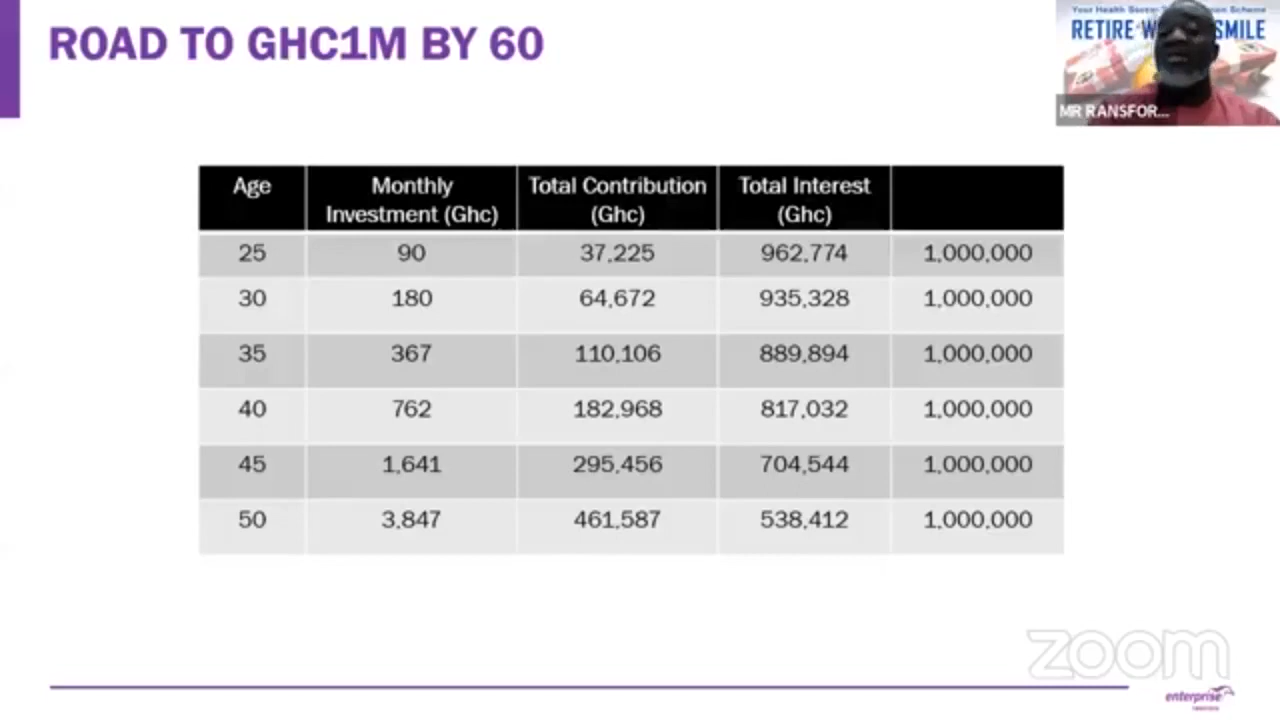 ROAD TO GHC1M BY 60
Your Health Sector
Scheme
RETIRE W SMILE
MR RANSFOR...
Age Monthly Investment (Ghc) Total Contribution (Ghc) Total Interest (Ghc)
25 90 37,225 962,774 1,000,000
30 180 64,672 935,328 1,000,000
35 367 110,106 889,894 1,000,000
40 762 182,968 817,032 1,000,000
45 1,641 295,456 704,544 1,000,000
50 3,847 461,587 538,412 1,000,000
zoom
enterprise